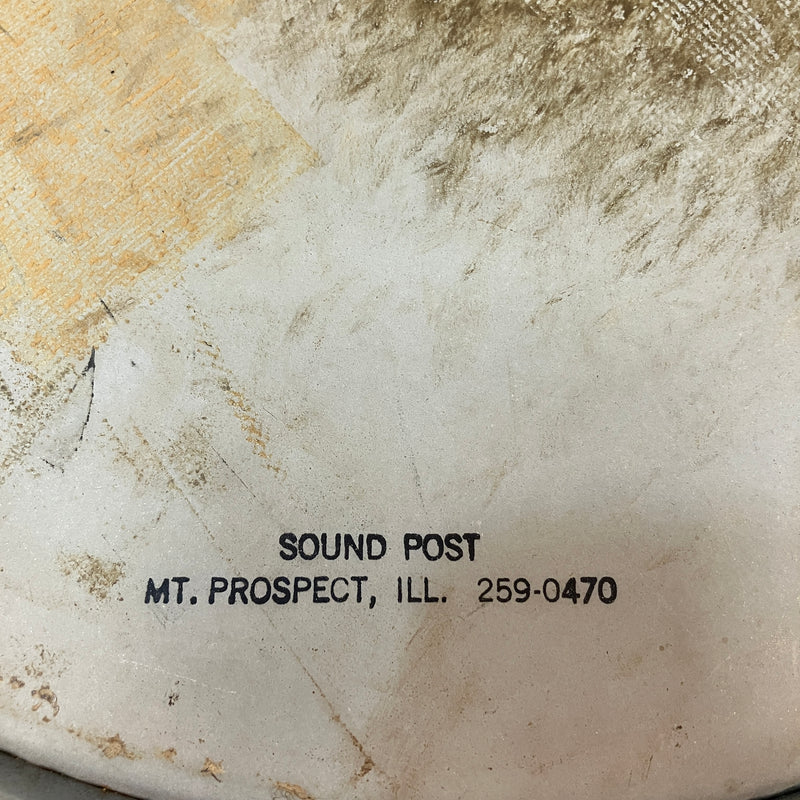 SOUND POST
MT. PROSPECT, ILL. 259-0470